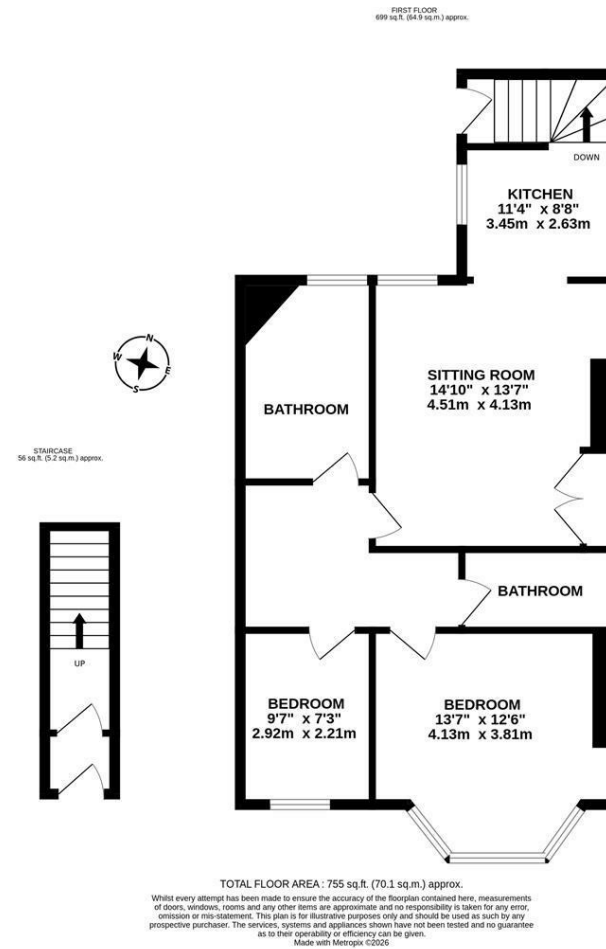 FIRST FLOOR
699 sq.ft. (64.9 sq.m.) approx.
DOWN
KITCHEN
11'4" x 8'8"
3.45m x 2.63m
N
W
E
S
SITTING ROOM
14'10" x 13'7"
4.51m x 4.13m
BATHROOM
STAIRCASE
56 sq.ft. (5.2 sq.m.) approx.
BATHROOM
UP
BEDROOM
9'7" x 7'3"
2.92m x 2.21m
BEDROOM
13'7" x 12'6"
4.13m x 3.81m
TOTAL FLOOR AREA : 755 sq.ft. (70.1 sq.m.) approx.
Whilst every attempt has been made to ensure the accuracy of the floorplan contained here, measurements
of doors, windows, rooms and any other items are approximate and no responsibility is taken for any error,
omission or mis-statement. This plan is for illustrative purposes only and should be used as such by any
prospective purchaser. The services, systems and appliances shown have not been tested and no guarantee
as to their operability or efficiency can be given.
Made with Metropix ©2026